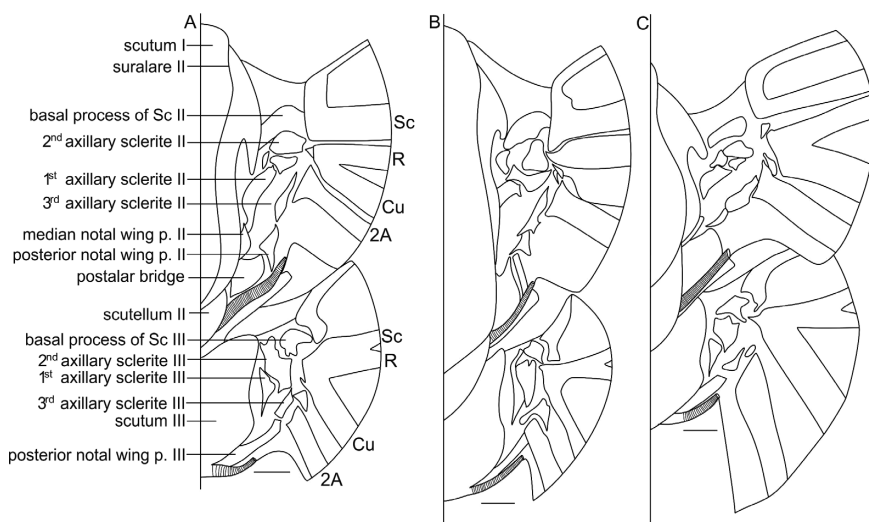 A
B
C
scutum I
suralare II
basal process of Sc II
2nd axillary sclerite II
1st axillary sclerite II
3rd axillary sclerite II
median notal wing p. II
posterior notal wing p. II
postalar bridge
scutellum II
basal process of Sc III
2nd axillary sclerite III
1st axillary sclerite III
3rd axillary sclerite III
scutum III
posterior notal wing p. III
Sc
R
Cu
2A
Sc
R
Cu
2A